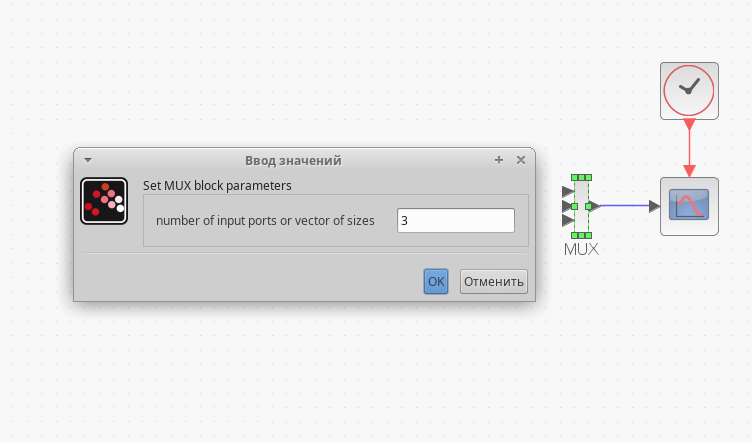 Ввод значений
Set MUX block parameters
number of input ports or vector of sizes 3
OK Отменить
MUX